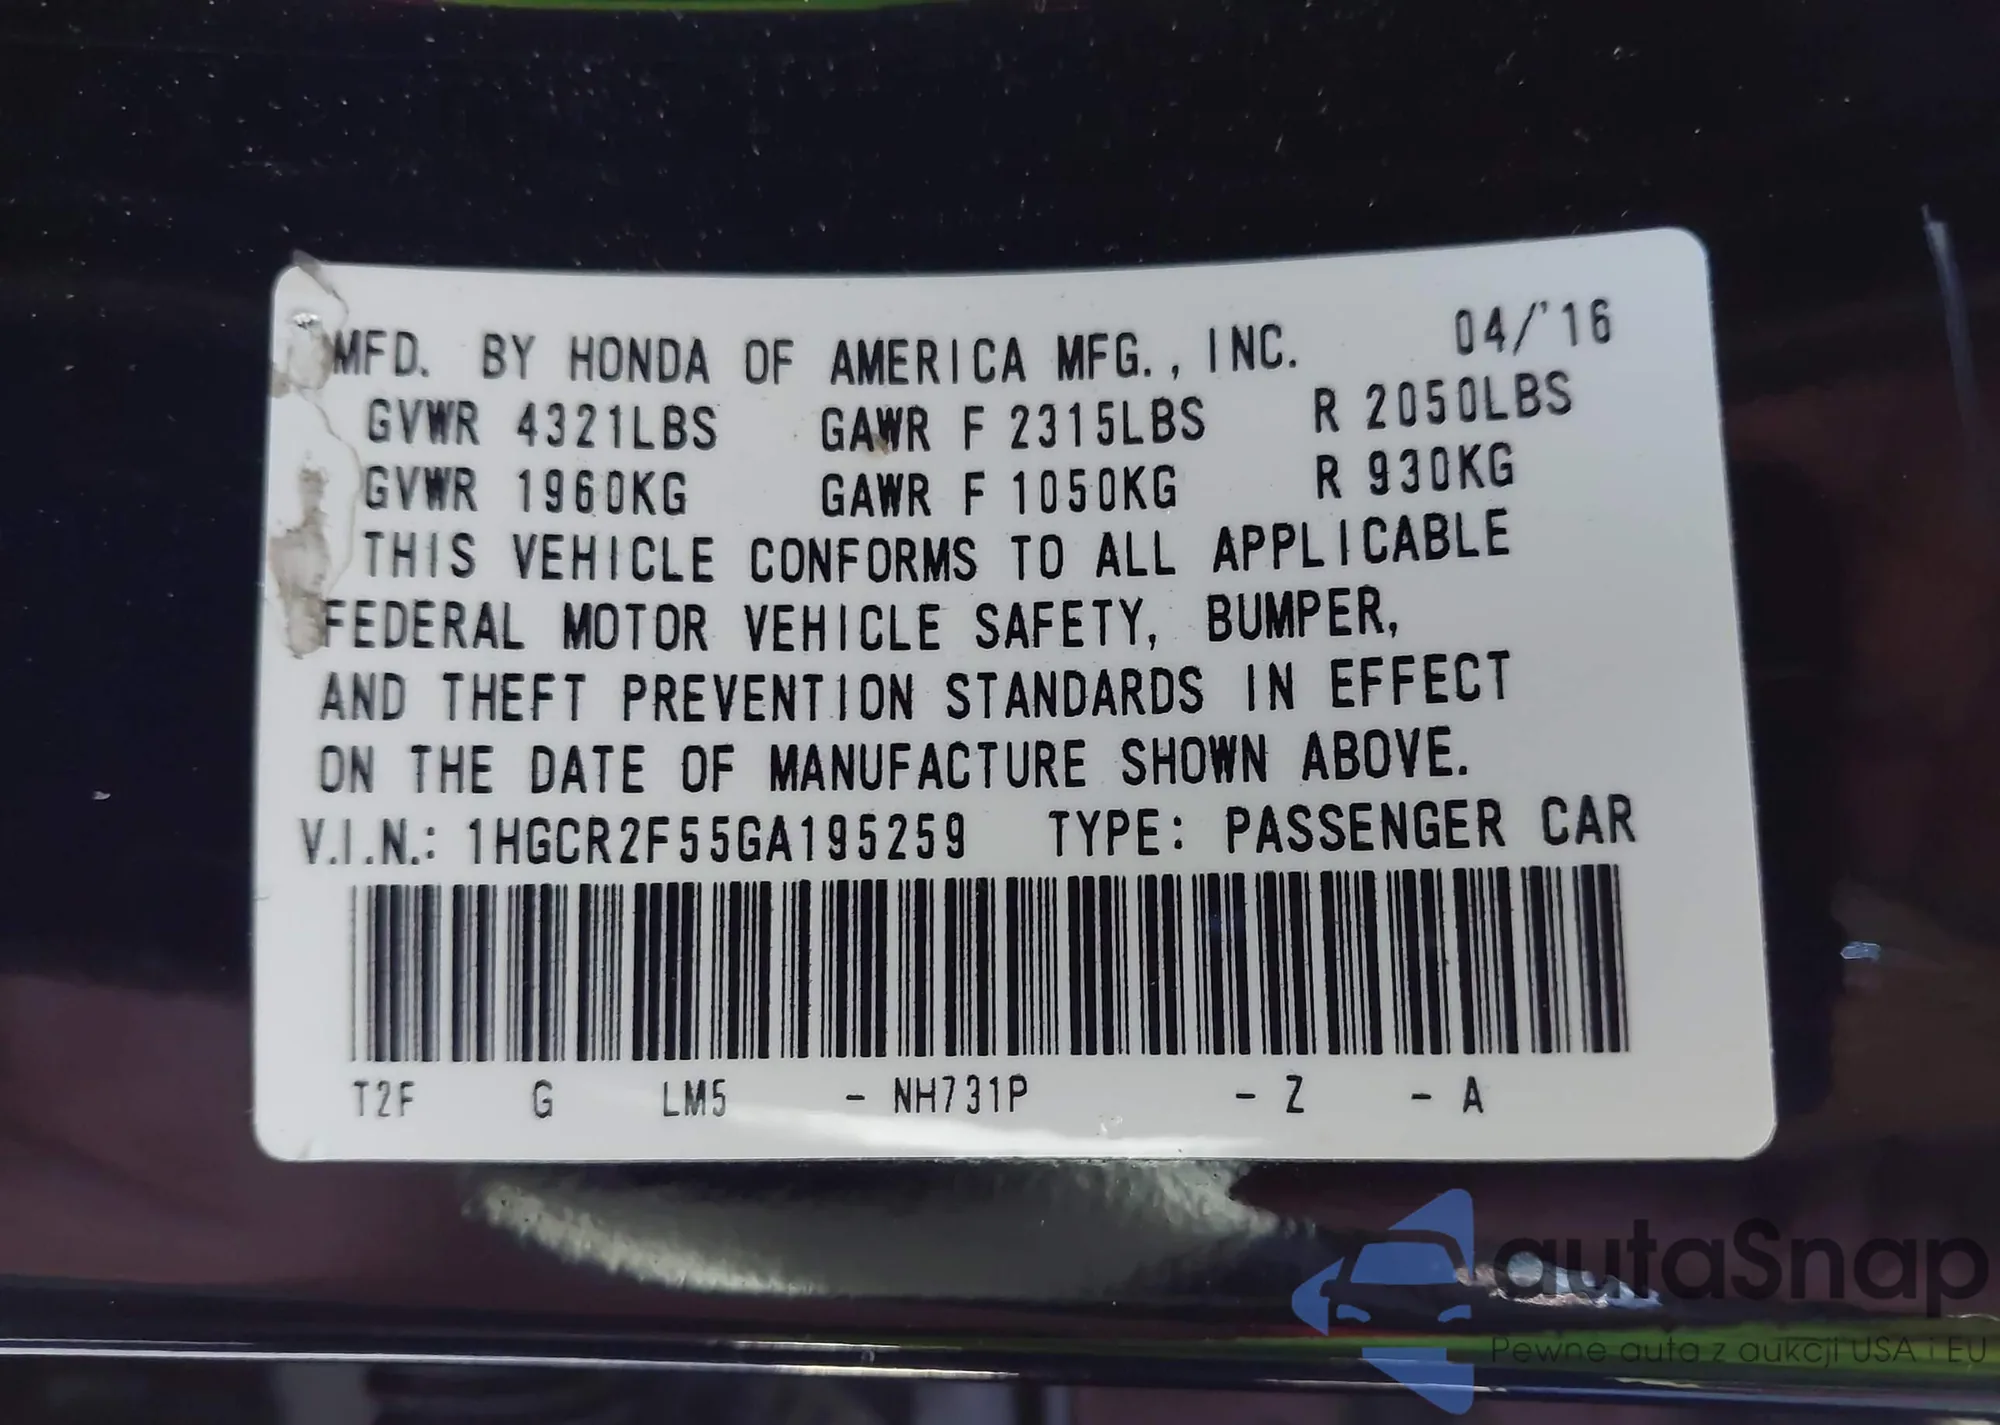 MFD. BY HONDA OF AMERICA MFG., INC. 04/'16
GVWR 4321LBS GAWR F 2315LBS R 2050LBS
GVWR 1960KG GAWR F 1050KG R 930KG
THIS VEHICLE CONFORMS TO ALL APPLICABLE
FEDERAL MOTOR VEHICLE SAFETY, BUMPER,
AND THEFT PREVENTION STANDARDS IN EFFECT
ON THE DATE OF MANUFACTURE SHOWN ABOVE.
V.I.N.: 1HGCR2F55GA195259 TYPE: PASSENGER CAR
T2F G LM5 - NH731P - Z - A
autaSnap
Pewne auta z aukcji USA i EU